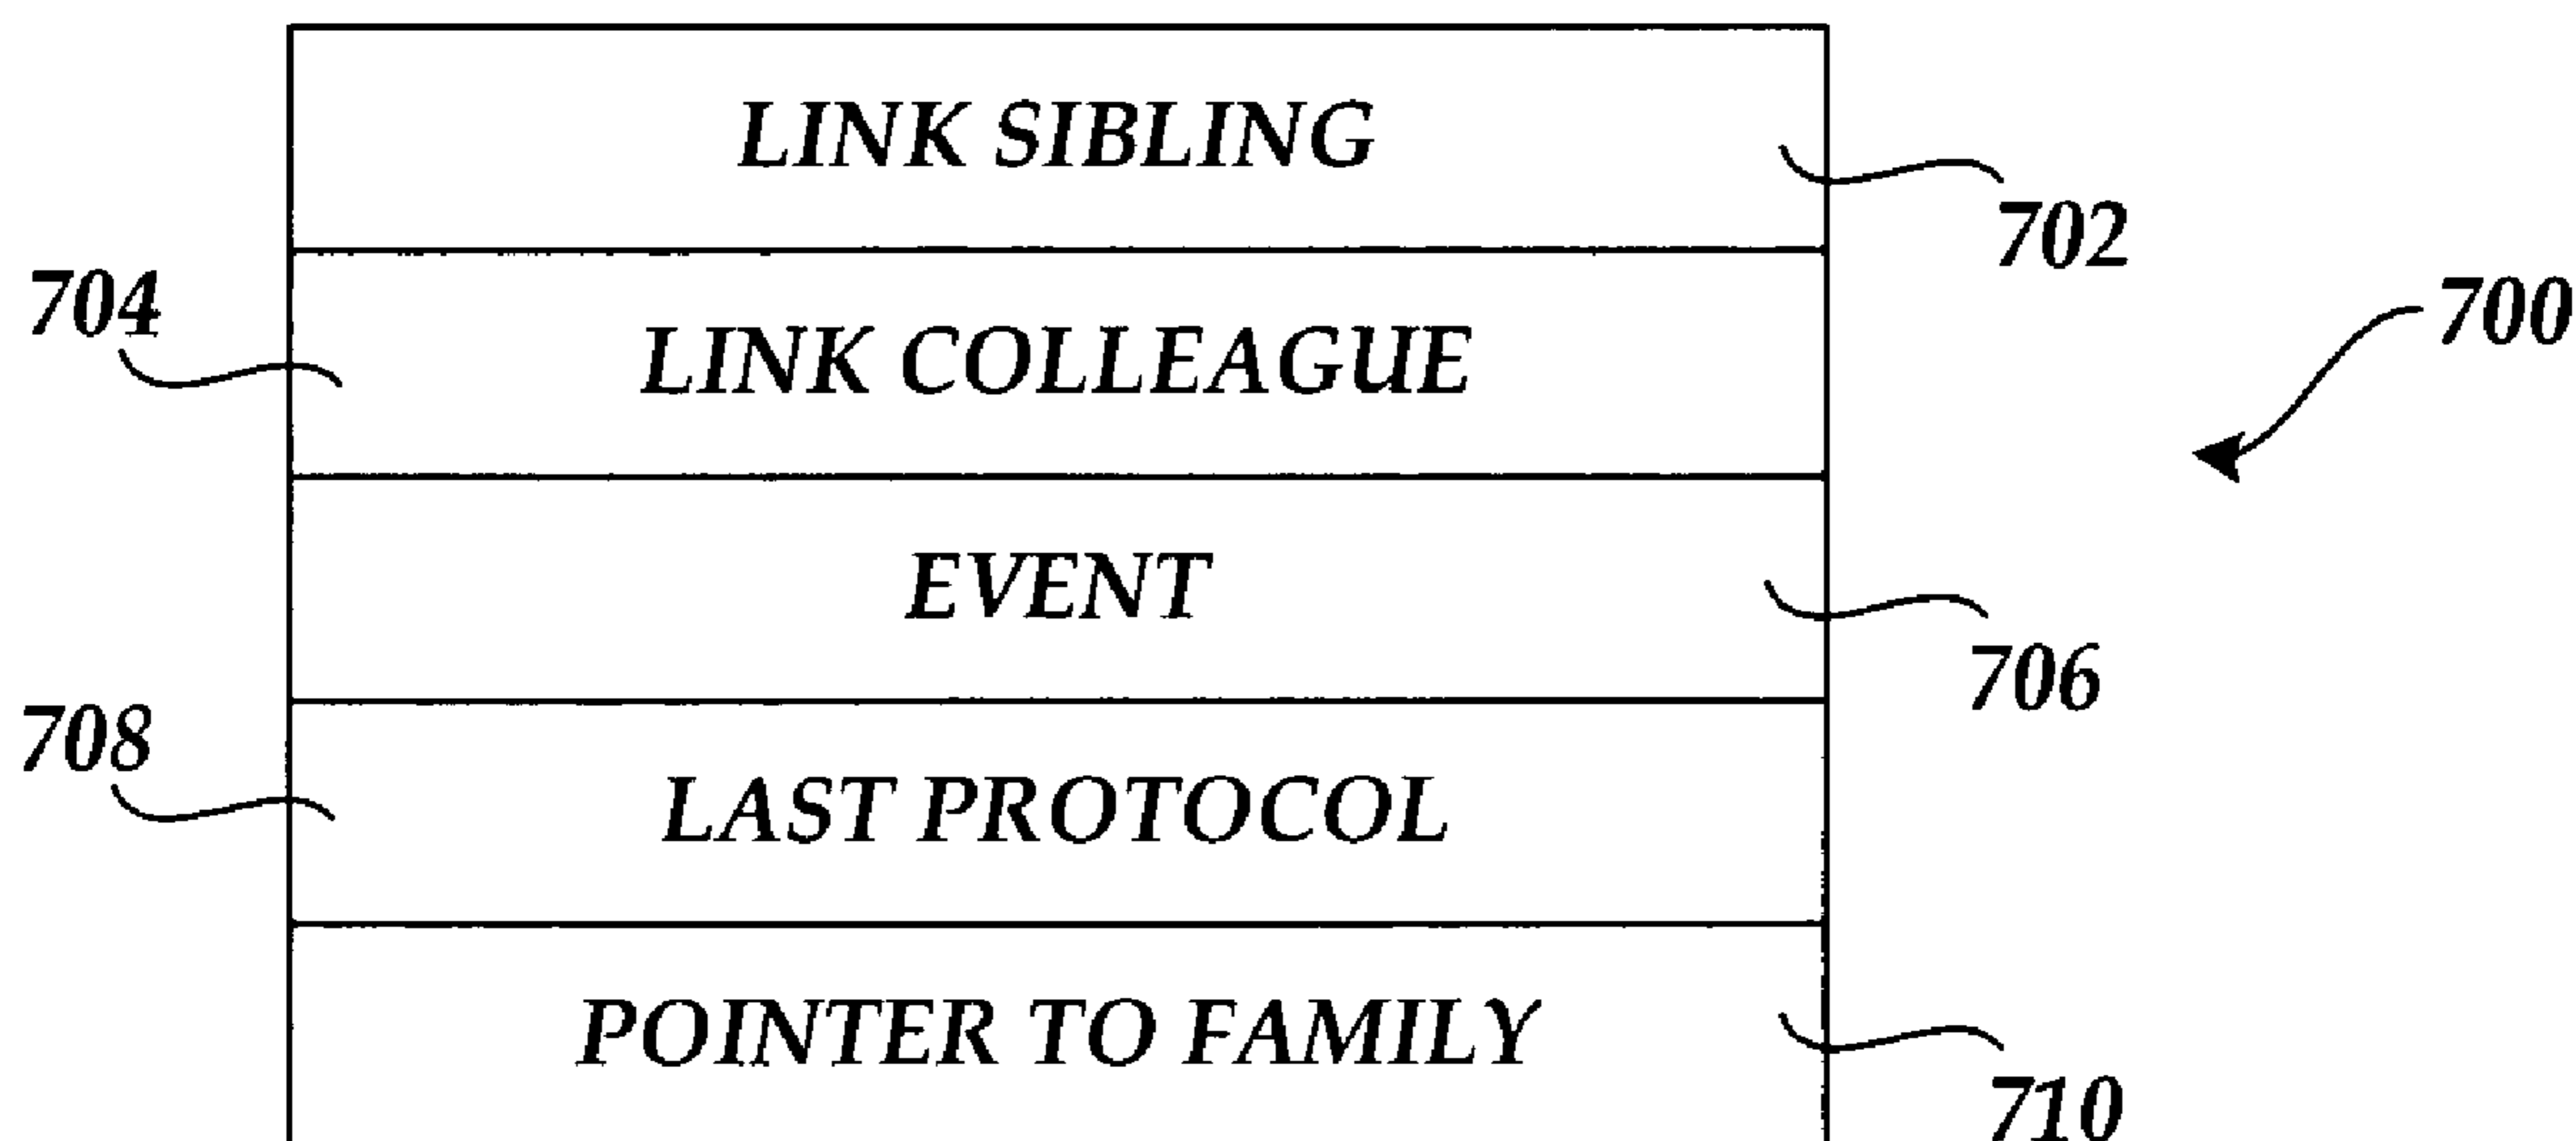 LINK SIBLING
702
704
LINK COLLEAGUE
700
EVENT
706
708
LAST PROTOCOL
POINTER TO FAMILY
710